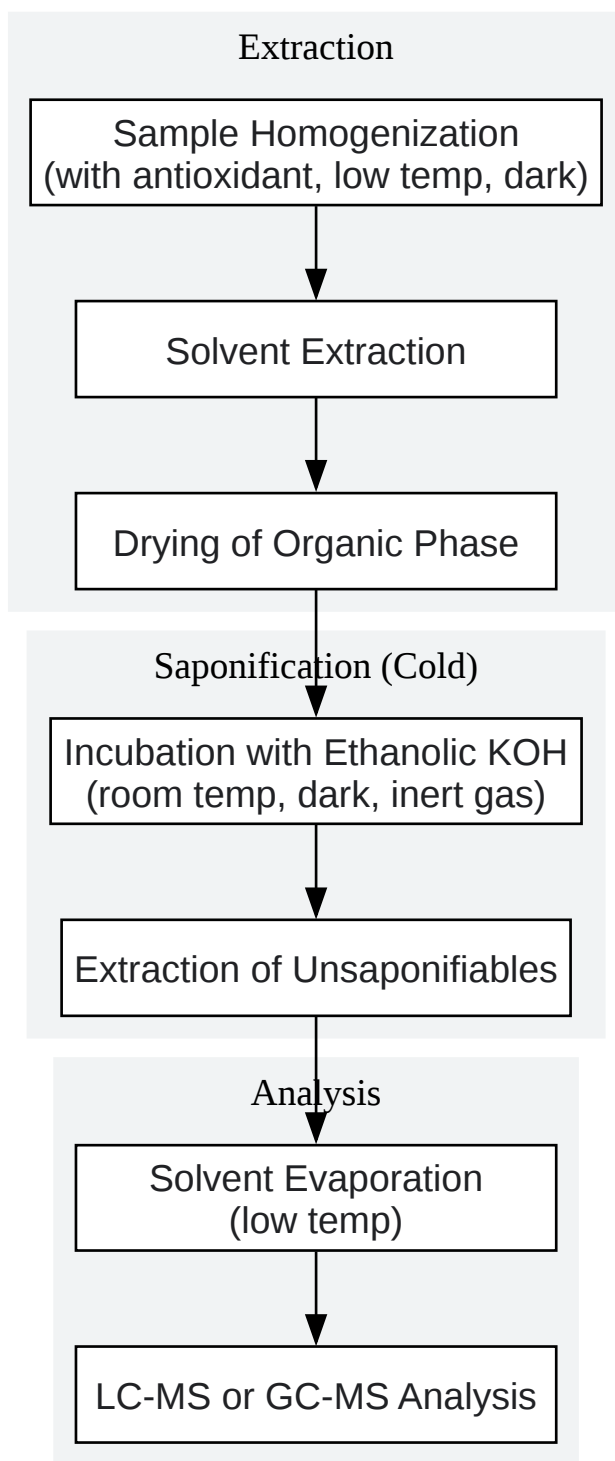 Extraction
Sample Homogenization
(with antioxidant, low temp, dark)
Solvent Extraction
Drying of Organic Phase
Saponification (Cold)
Incubation with Ethanolic KOH
(room temp, dark, inert gas)
Extraction of Unsaponifiables
Analysis
Solvent Evaporation
(low temp)
LC-MS or GC-MS Analysis